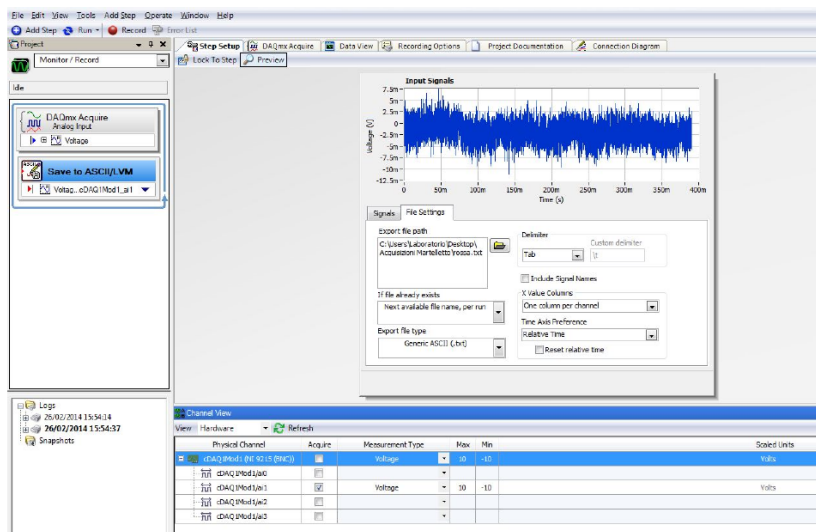 File Edit View Tools Add Step Operate Window Help
Add Step Run Record Error List
Project
Monitor / Record
Idle
DAQmx Acquire
Analog Input
Voltage
Save to ASCII/LVM
Voltag...cDAQ1Mod1_ai1
Logs
26/02/2014 15:54:14
26/02/2014 15:54:37
Snapshots
Step Setup DAQmx Acquire Data View Recording Options Project Documentation Connection Diagram
Lock To Step Preview
Input Signals
Voltage (V)
7.5m
5m
2.5m
0
-2.5m
-5m
-7.5m
-10m
-12.5m
0 50m 100m 150m 200m 250m 300m 350m 400m
Time (s)
Signals File Settings
Export file path
C:\Users\Laboratorio\Desktop\
Acquisizioni Martelletto\rossa.txt
If file already exists
Next available file name, per run
Export file type
Generic ASCII (.txt)
Delimiter
Custom delimiter
Tab \t
Include Signal Names
X Value Columns
One column per channel
Time Axis Preference
Relative Time
Reset relative time
Channel View
View Hardware Refresh
Physical Channel Acquire Measurement Type Max Min Scaled Units
cDAQ1Mod1 (NI 9215 (BNC)) Voltage 10 -10 Volts
cDAQ1Mod1/ai0
cDAQ1Mod1/ai1 Voltage 10 -10 Volts
cDAQ1Mod1/ai2
cDAQ1Mod1/ai3